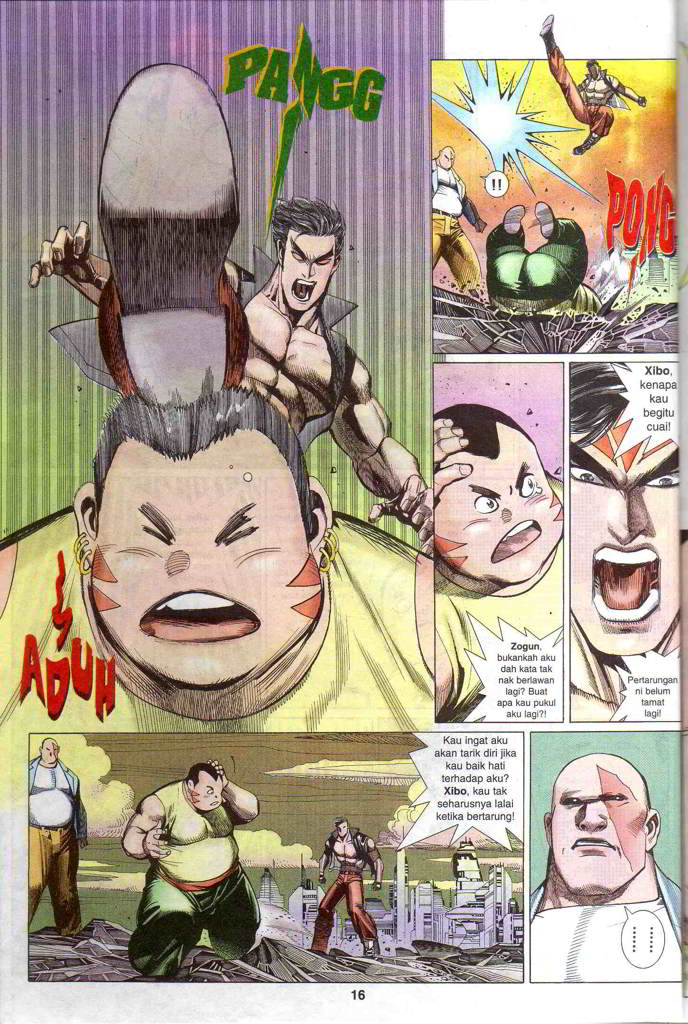 PANGG
!!
PONG
Xibo,
kenapa
kau
begitu
cuai!
Zogun,
bukankah aku
dah kata tak
nak berlawan
lagi? Buat
apa kau pukul
aku lagi?!
Pertarungan
ni belum
tamat
lagi!
ADUH
Kau ingat aku
akan tarik diri jika
kau baik hati
terhadap aku?
Xibo, kau tak
seharusnya lalai
ketika bertarung!
......
16